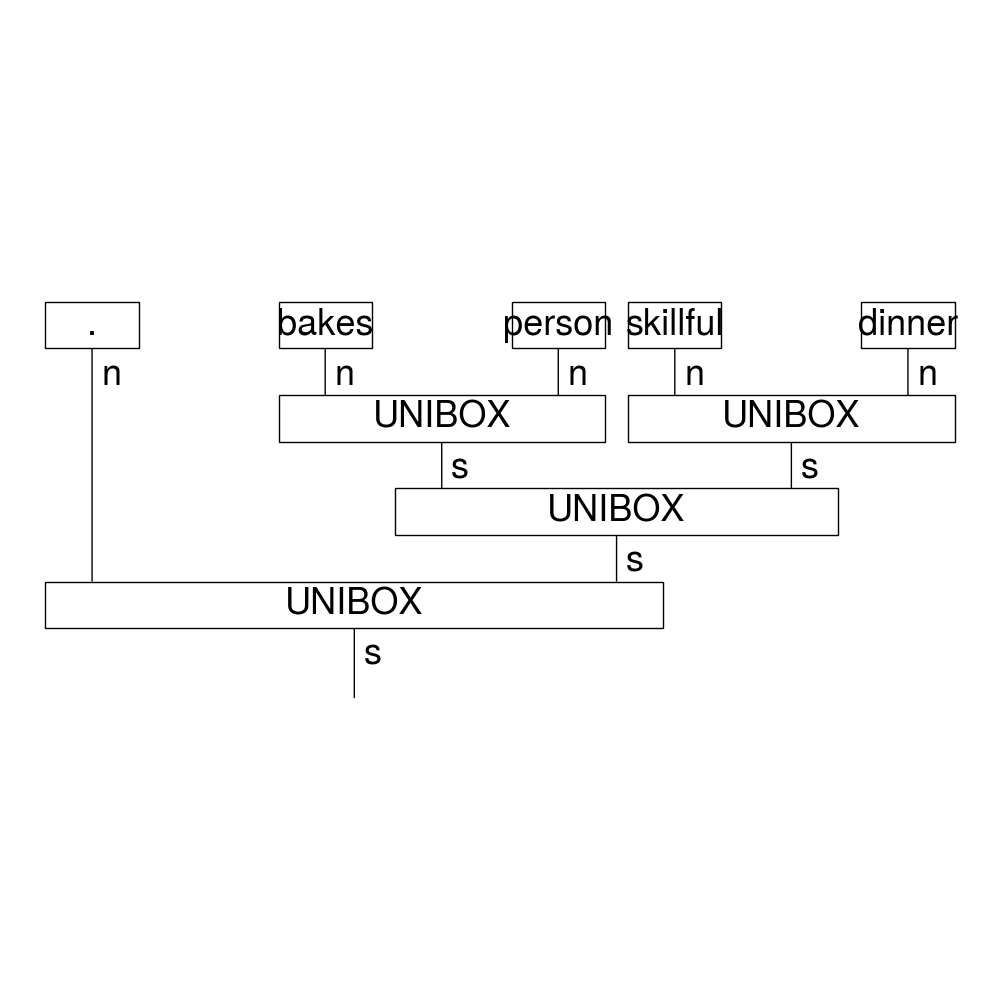 . bakes person skillful dinner
n n n n n
UNIBOX UNIBOX
s s
UNIBOX
s
UNIBOX
s